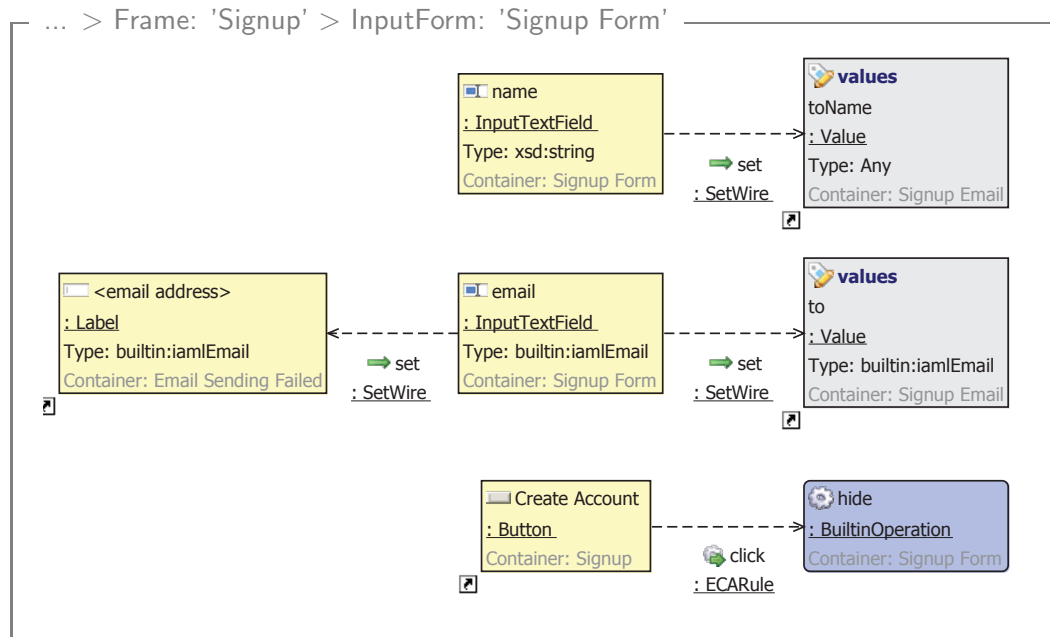 ... > Frame: 'Signup' > InputForm: 'Signup Form'
name
: InputTextField
Type: xsd:string
Container: Signup Form
set
: SetWire
values
toName
: Value
Type: Any
Container: Signup Email
<email address>
: Label
Type: builtin:iamlEmail
Container: Email Sending Failed
set
: SetWire
email
: InputTextField
Type: builtin:iamlEmail
Container: Signup Form
set
: SetWire
values
to
: Value
Type: builtin:iamlEmail
Container: Signup Email
Create Account
: Button
Container: Signup
click
: ECARule
hide
: BuiltinOperation
Container: Signup Form